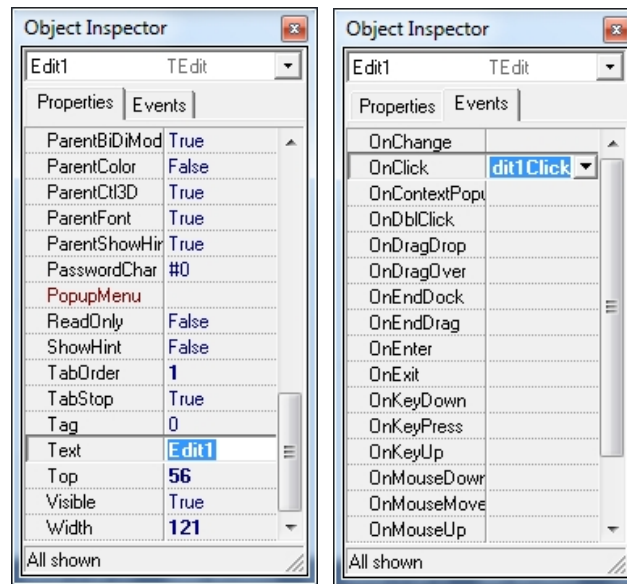 Object Inspector
Edit1 TEdit
Properties Events
ParentBiDiMod True
ParentColor False
ParentCtl3D True
ParentFont True
ParentShowHir True
PasswordChar #0
PopupMenu
ReadOnly False
ShowHint False
TabOrder 1
TabStop True
Tag 0
Text Edit1
Top 56
Visible True
Width 121
All shown
Object Inspector
Edit1 TEdit
Properties Events
OnChange
OnClick dit1Click
OnContextPopu
OnDblClick
OnDragDrop
OnDragOver
OnEndDock
OnEndDrag
OnEnter
OnExit
OnKeyDown
OnKeyPress
OnKeyUp
OnMouseDowr
OnMouseMove
OnMouseUp
All shown